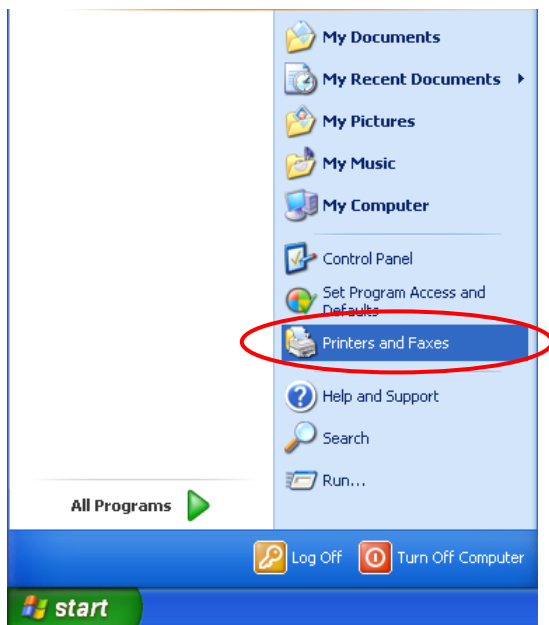 My Documents
My Recent Documents
My Pictures
My Music
My Computer
Control Panel
Set Program Access and
Defaults
Printers and Faxes
Help and Support
Search
Run...
All Programs
Log Off
Turn Off Computer
start